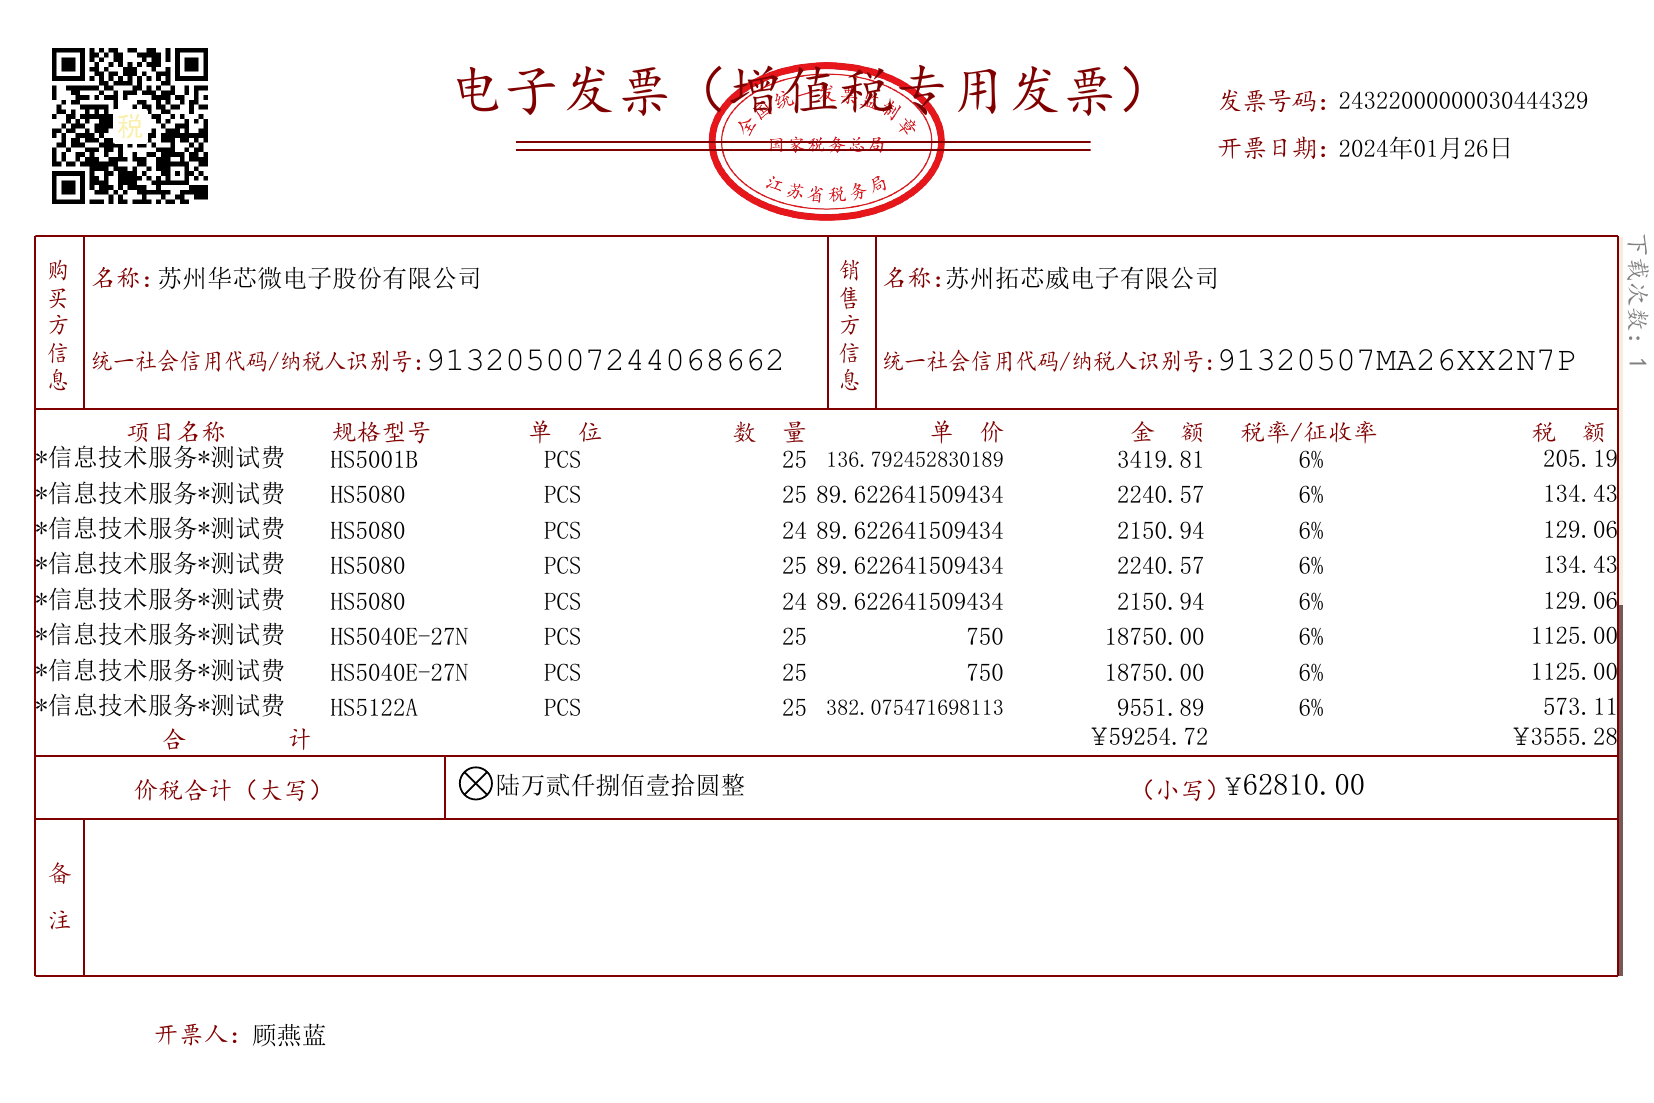 电子发票（增值税专用发票）
全国统一发票监制章
国家税务总局
江苏省税务局
税
发票号码：24322000000030444329
开票日期：2024年01月26日
下载次数：1
购买方信息
名称：苏州华芯微电子股份有限公司
统一社会信用代码/纳税人识别号：913205007244068662
销售方信息
名称：苏州拓芯威电子有限公司
统一社会信用代码/纳税人识别号：91320507MA26XX2N7P
项目名称 规格型号 单 位 数 量 单 价 金 额 税率/征收率 税 额
*信息技术服务*测试费 HS5001B PCS 25 136.792452830189 3419.81 6% 205.19
*信息技术服务*测试费 HS5080 PCS 25 89.622641509434 2240.57 6% 134.43
*信息技术服务*测试费 HS5080 PCS 24 89.622641509434 2150.94 6% 129.06
*信息技术服务*测试费 HS5080 PCS 25 89.622641509434 2240.57 6% 134.43
*信息技术服务*测试费 HS5080 PCS 24 89.622641509434 2150.94 6% 129.06
*信息技术服务*测试费 HS5040E-27N PCS 25 750 18750.00 6% 1125.00
*信息技术服务*测试费 HS5040E-27N PCS 25 750 18750.00 6% 1125.00
*信息技术服务*测试费 HS5122A PCS 25 382.075471698113 9551.89 6% 573.11
合 计 ¥59254.72 ¥3555.28
价税合计（大写） 陆万贰仟捌佰壹拾圆整 （小写）¥62810.00
备注
开票人：顾燕蓝